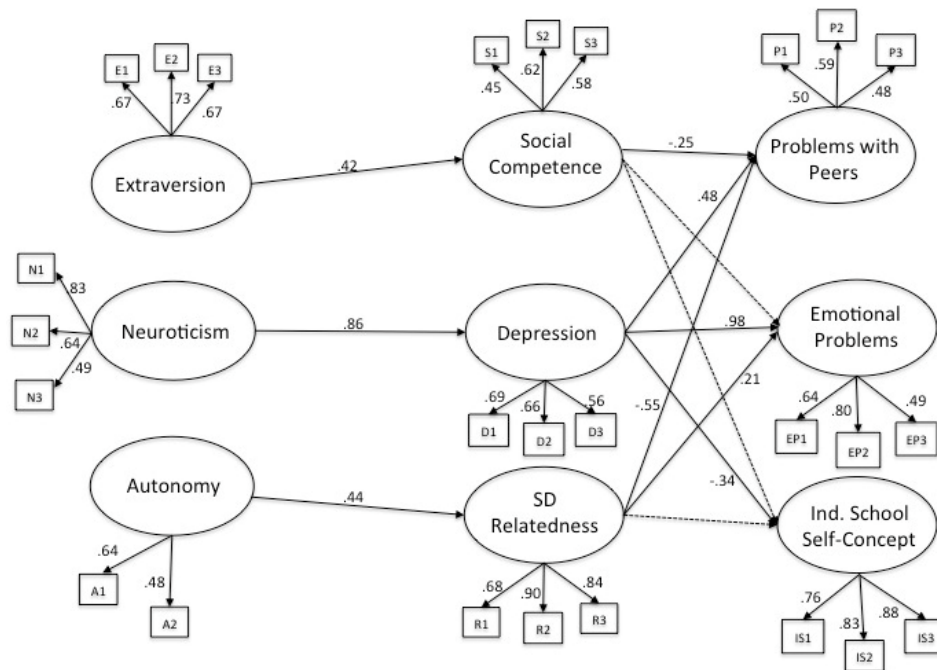 E1
E2
E3
.67
.73
.67
Extraversion
.42
S1
S2
S3
.45
.62
.58
Social
Competence
-.25
P1
P2
P3
.50
.59
.48
Problems with
Peers
.48
N1
N2
N3
.83
.64
.49
Neuroticism
.86
Depression
.69
.66
.56
D1
D2
D3
.98
Emotional
Problems
.21
.64
.80
.49
EP1
EP2
EP3
-.55
-.34
Autonomy
.64
.48
A1
A2
.44
SD
Relatedness
.68
.90
.84
R1
R2
R3
Ind. School
Self-Concept
.76
.83
.88
IS1
IS2
IS3